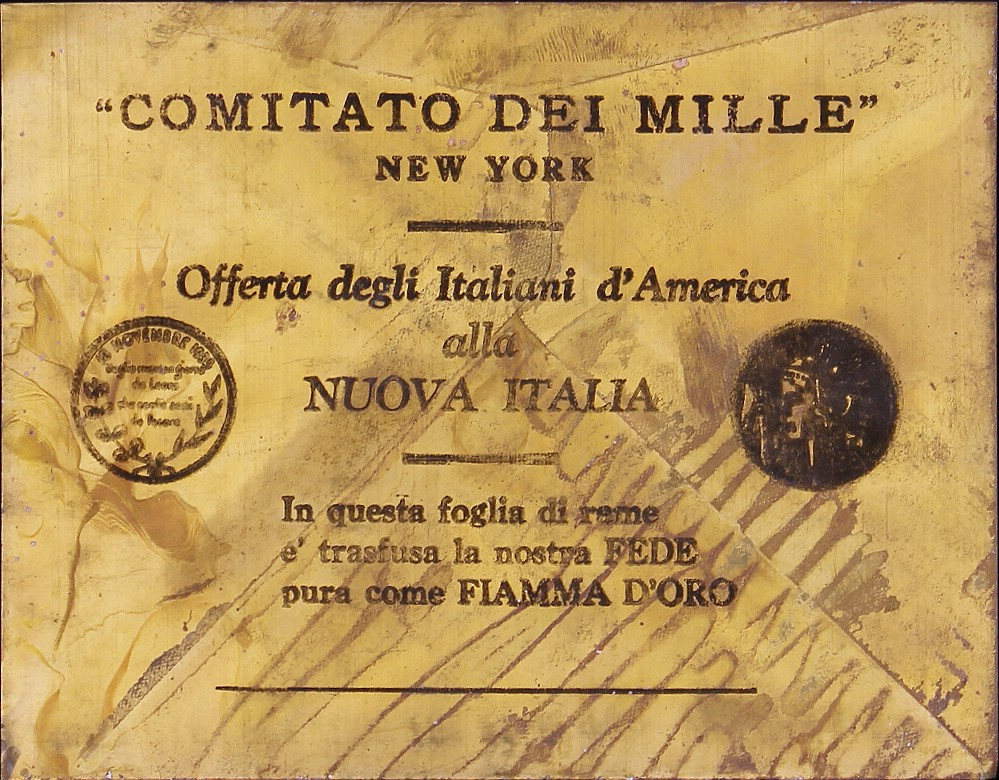 “COMITATO DEI MILLE”
NEW YORK
Offerta degli Italiani d'America
alla
NUOVA ITALIA
NOVEMBRE
In questa foglia di rame
e' trasfusa la nostra FEDE
pura come FIAMMA D'ORO